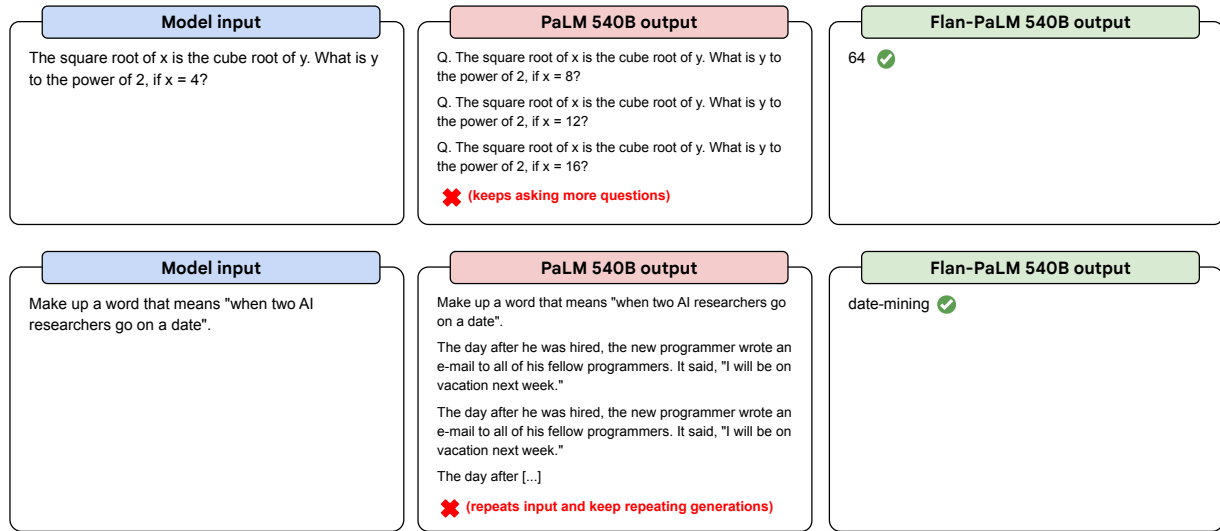 Model input
The square root of x is the cube root of y. What is y
to the power of 2, if x = 4?
PaLM 540B output
Q. The square root of x is the cube root of y. What is y to
the power of 2, if x = 8?
Q. The square root of x is the cube root of y. What is y to
the power of 2, if x = 12?
Q. The square root of x is the cube root of y. What is y to
the power of 2, if x = 16?
(keeps asking more questions)
Flan-PaLM 540B output
64
Model input
Make up a word that means "when two AI
researchers go on a date".
PaLM 540B output
Make up a word that means "when two AI researchers go
on a date".
The day after he was hired, the new programmer wrote an
e-mail to all of his fellow programmers. It said, "I will be on
vacation next week."
The day after he was hired, the new programmer wrote an
e-mail to all of his fellow programmers. It said, "I will be on
vacation next week."
The day after [...]
(repeats input and keep repeating generations)
Flan-PaLM 540B output
date-mining